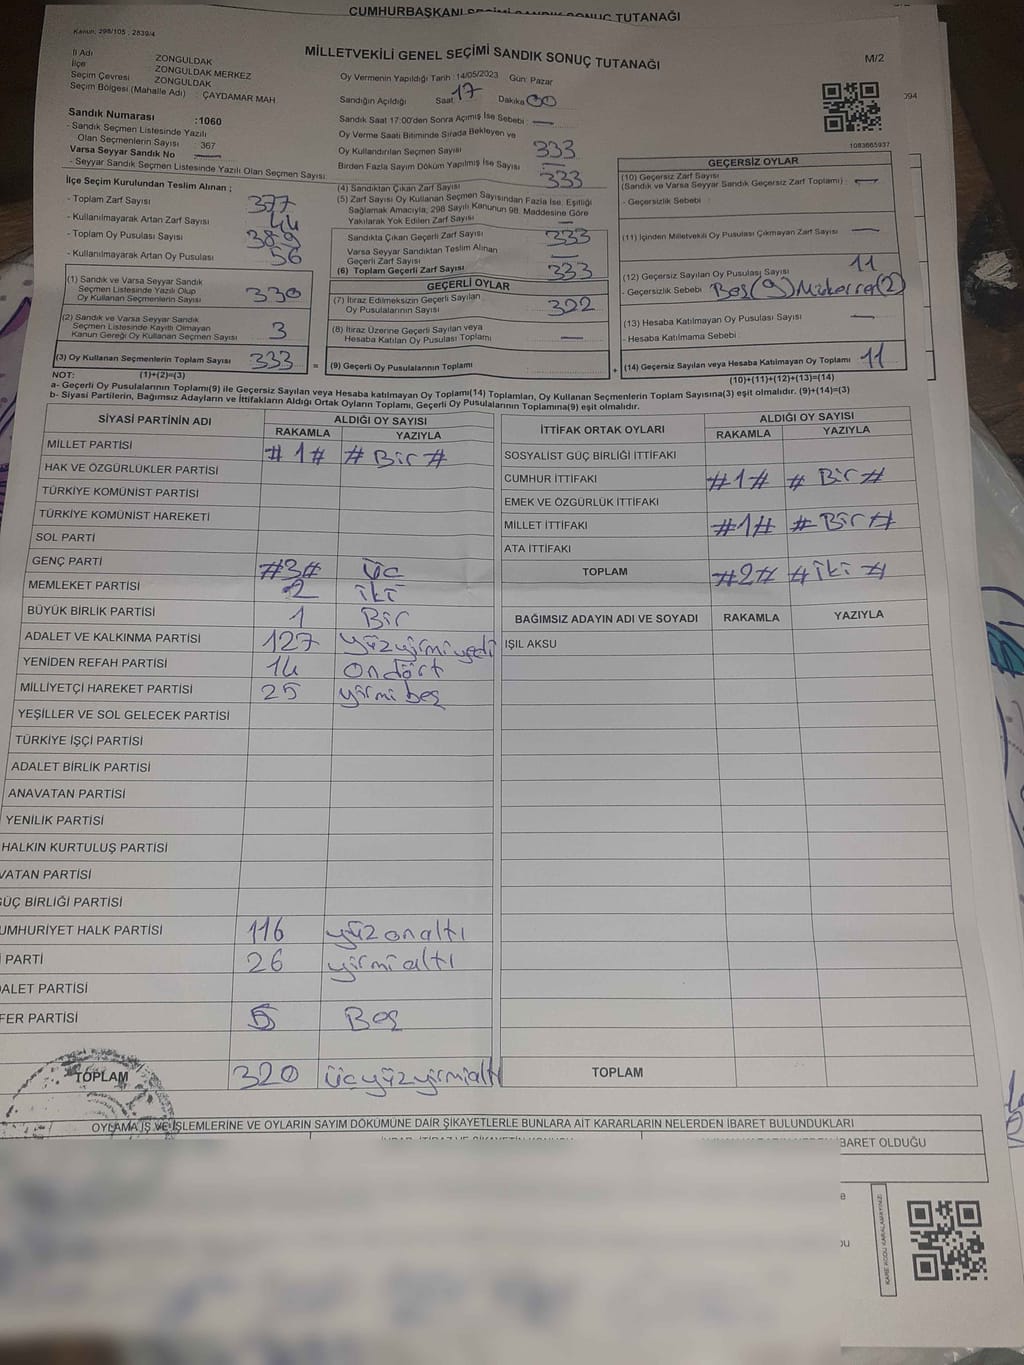 CUMHURBAŞKANI SEÇİMİ SANDIK SONUÇ TUTANAĞI
Kanun, 298/105 , 2839/4
MİLLETVEKİLİ GENEL SEÇİMİ SANDIK SONUÇ TUTANAĞI
M/2
İl Adı ZONGULDAK
İlçe ZONGULDAK MERKEZ
Seçim Çevresi ZONGULDAK
Seçim Bölgesi (Mahalle Adı) : ÇAYDAMAR MAH
Sandık Numarası :1060
- Sandık Seçmen Listesinde Yazılı
Olan Seçmenlerin Sayısı : 367
Varsa Seyyar Sandık No
- Seyyar Sandık Seçmen Listesinde Yazılı Olan Seçmen Sayısı:
Oy Vermenin Yapıldığı Tarih :14/05/2023 Gün: Pazar
Sandığın Açıldığı Saat 17 Dakika 00
Sandık Saat 17:00'den Sonra Açımış İse Sebebi :
Oy Verme Saati Bitiminde Sırada Bekleyen ve
Oy Kullandırılan Seçmen Sayısı 333
Birden Fazla Sayım Döküm Yapılmış İse Sayısı
094
1083665937
İlçe Seçim Kurulundan Teslim Alınan ;
- Toplam Zarf Sayısı 377
- Kullanılmayarak Artan Zarf Sayısı 44
- Toplam Oy Pusulası Sayısı 389
- Kullanılmayarak Artan Oy Pusulası 56
(1) Sandık ve Varsa Seyyar Sandık
Seçmen Listesinde Yazılı Olup
Oy Kullanan Seçmenlerin Sayısı 330
(2) Sandık ve Varsa Seyyar Sandık
Seçmen Listesinde Kayıtlı Olmayan
Kanun Gereği Oy Kullanan Seçmen Sayısı 3
(3) Oy Kullanan Seçmenlerin Toplam Sayısı 333
(4) Sandıktan Çıkan Zarf Sayısı 333
(5) Zarf Sayısı Oy Kullanan Seçmen Sayısından Fazla İse, Eşitliği
Sağlamak Amacıyla, 298 Sayılı Kanunun 98. Maddesine Göre
Yakılarak Yok Edilen Zarf Sayısı
Sandıkta Çıkan Geçerli Zarf Sayısı 333
Varsa Seyyar Sandıktan Teslim Alınan
Geçerli Zarf Sayısı
(6) Toplam Geçerli Zarf Sayısı 333
GEÇERLİ OYLAR
(7) İtiraz Edilmeksizin Geçerli Sayılan
Oy Pusulalarının Sayısı 322
(8) İtiraz Üzerine Geçerli Sayılan veya
Hesaba Katılan Oy Pusulası Toplamı
= (9) Geçerli Oy Pusulalarının Toplamı
GEÇERSİZ OYLAR
(10) Geçersiz Zarf Sayısı
(Sandık ve Varsa Seyyar Sandık Geçersiz Zarf Toplamı) :
- Geçersizlik Sebebi :
(11) İçinden Milletvekili Oy Pusulası Çıkmayan Zarf Sayısı
(12) Geçersiz Sayılan Oy Pusulası Sayısı 11
- Geçersizlik Sebebi Boş(9) Mükerrer(2)
(13) Hesaba Katılmayan Oy Pusulası Sayısı
- Hesaba Katılmama Sebebi
+ (14) Geçersiz Sayılan veya Hesaba Katılmayan Oy Toplamı 11
NOT: (1)+(2)=(3)
(10)+(11)+(12)+(13)=(14)
a- Geçerli Oy Pusulalarının Toplamı(9) ile Geçersiz Sayılan veya Hesaba katılmayan Oy Toplamı(14) Toplamları, Oy Kullanan Seçmenlerin Toplam Sayısına(3) eşit olmalıdır. (9)+(14)=(3)
b- Siyasi Partilerin, Bağımsız Adayların ve İttifakların Aldığı Ortak Oyların Toplamı, Geçerli Oy Pusulalarının Toplamına(9) eşit olmalıdır.
SİYASİ PARTİNİN ADI ALDIĞI OY SAYISI
RAKAMLA YAZIYLA
MİLLET PARTİSİ #1# #Bir#
HAK VE ÖZGÜRLÜKLER PARTİSİ
TÜRKİYE KOMÜNİST PARTİSİ
TÜRKİYE KOMÜNİST HAREKETİ
SOL PARTİ
GENÇ PARTİ #3# üç
MEMLEKET PARTİSİ 2 iki
BÜYÜK BİRLİK PARTİSİ 1 Bir
ADALET VE KALKINMA PARTİSİ 127 yüzyirmiyedi
YENİDEN REFAH PARTİSİ 14 ondört
MİLLİYETÇİ HAREKET PARTİSİ 25 yirmibeş
YEŞİLLER VE SOL GELECEK PARTİSİ
TÜRKİYE İŞÇİ PARTİSİ
ADALET BİRLİK PARTİSİ
ANAVATAN PARTİSİ
YENİLİK PARTİSİ
HALKIN KURTULUŞ PARTİSİ
VATAN PARTİSİ
GÜÇ BİRLİĞİ PARTİSİ
UMHURİYET HALK PARTİSİ 116 yüzonaltı
İ PARTİ 26 yirmialtı
ALET PARTİSİ
FER PARTİSİ 5 Beş
TOPLAM 320 üçyüzyirmialtı
İTTİFAK ORTAK OYLARI ALDIĞI OY SAYISI
RAKAMLA YAZIYLA
SOSYALİST GÜÇ BİRLİĞİ İTTİFAKI
CUMHUR İTTİFAKI #1# #Bir#
EMEK VE ÖZGÜRLÜK İTTİFAKI
MİLLET İTTİFAKI #1# #Bir#
ATA İTTİFAKI
TOPLAM #2# #iki#
BAĞIMSIZ ADAYIN ADI VE SOYADI RAKAMLA YAZIYLA
IŞIL AKSU
TOPLAM
OYLAMA İŞ VE İŞLEMLERİNE VE OYLARIN SAYIM DÖKÜMÜNE DAİR ŞİKAYETLERLE BUNLARA AİT KARARLARIN NELERDEN İBARET BULUNDUKLARI
BARET OLDUĞU
KARE KODU KARALAMAYINIZ!